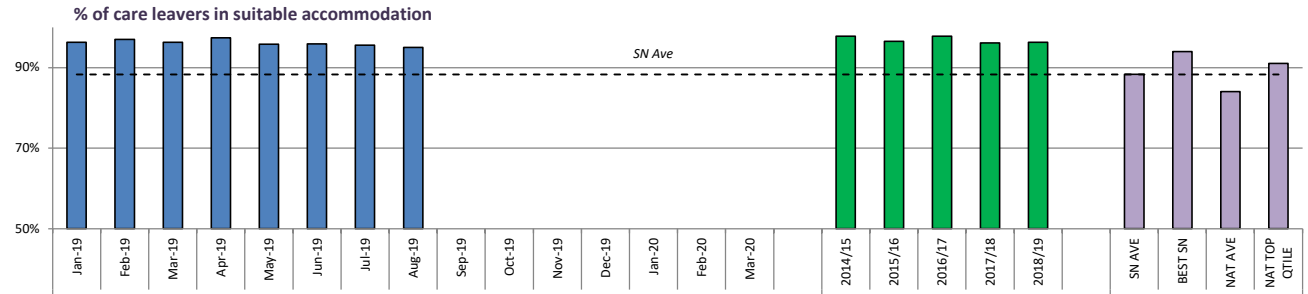 % of care leavers in suitable accommodation
SN Ave
90%
70%
50%
Jan-19
Feb-19
Mar-19
Apr-19
May-19
Jun-19
Jul-19
Aug-19
Sep-19
Oct-19
Nov-19
Dec-19
Jan-20
Feb-20
Mar-20
2014/15
2015/16
2016/17
2017/18
2018/19
SN AVE
BEST SN
NAT AVE
NAT TOP
QTILE